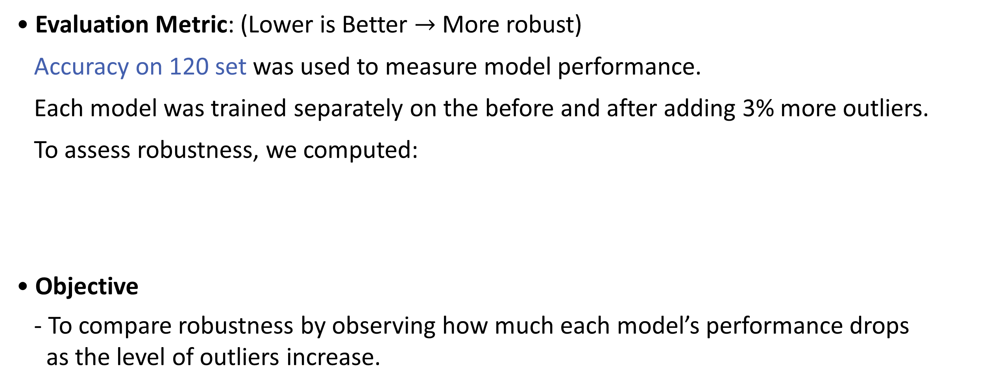 • Evaluation Metric: (Lower is Better → More robust)
Accuracy on 120 set was used to measure model performance.
Each model was trained separately on the before and after adding 3% more outliers.
To assess robustness, we computed:
• Objective
- To compare robustness by observing how much each model’s performance drops
as the level of outliers increase.